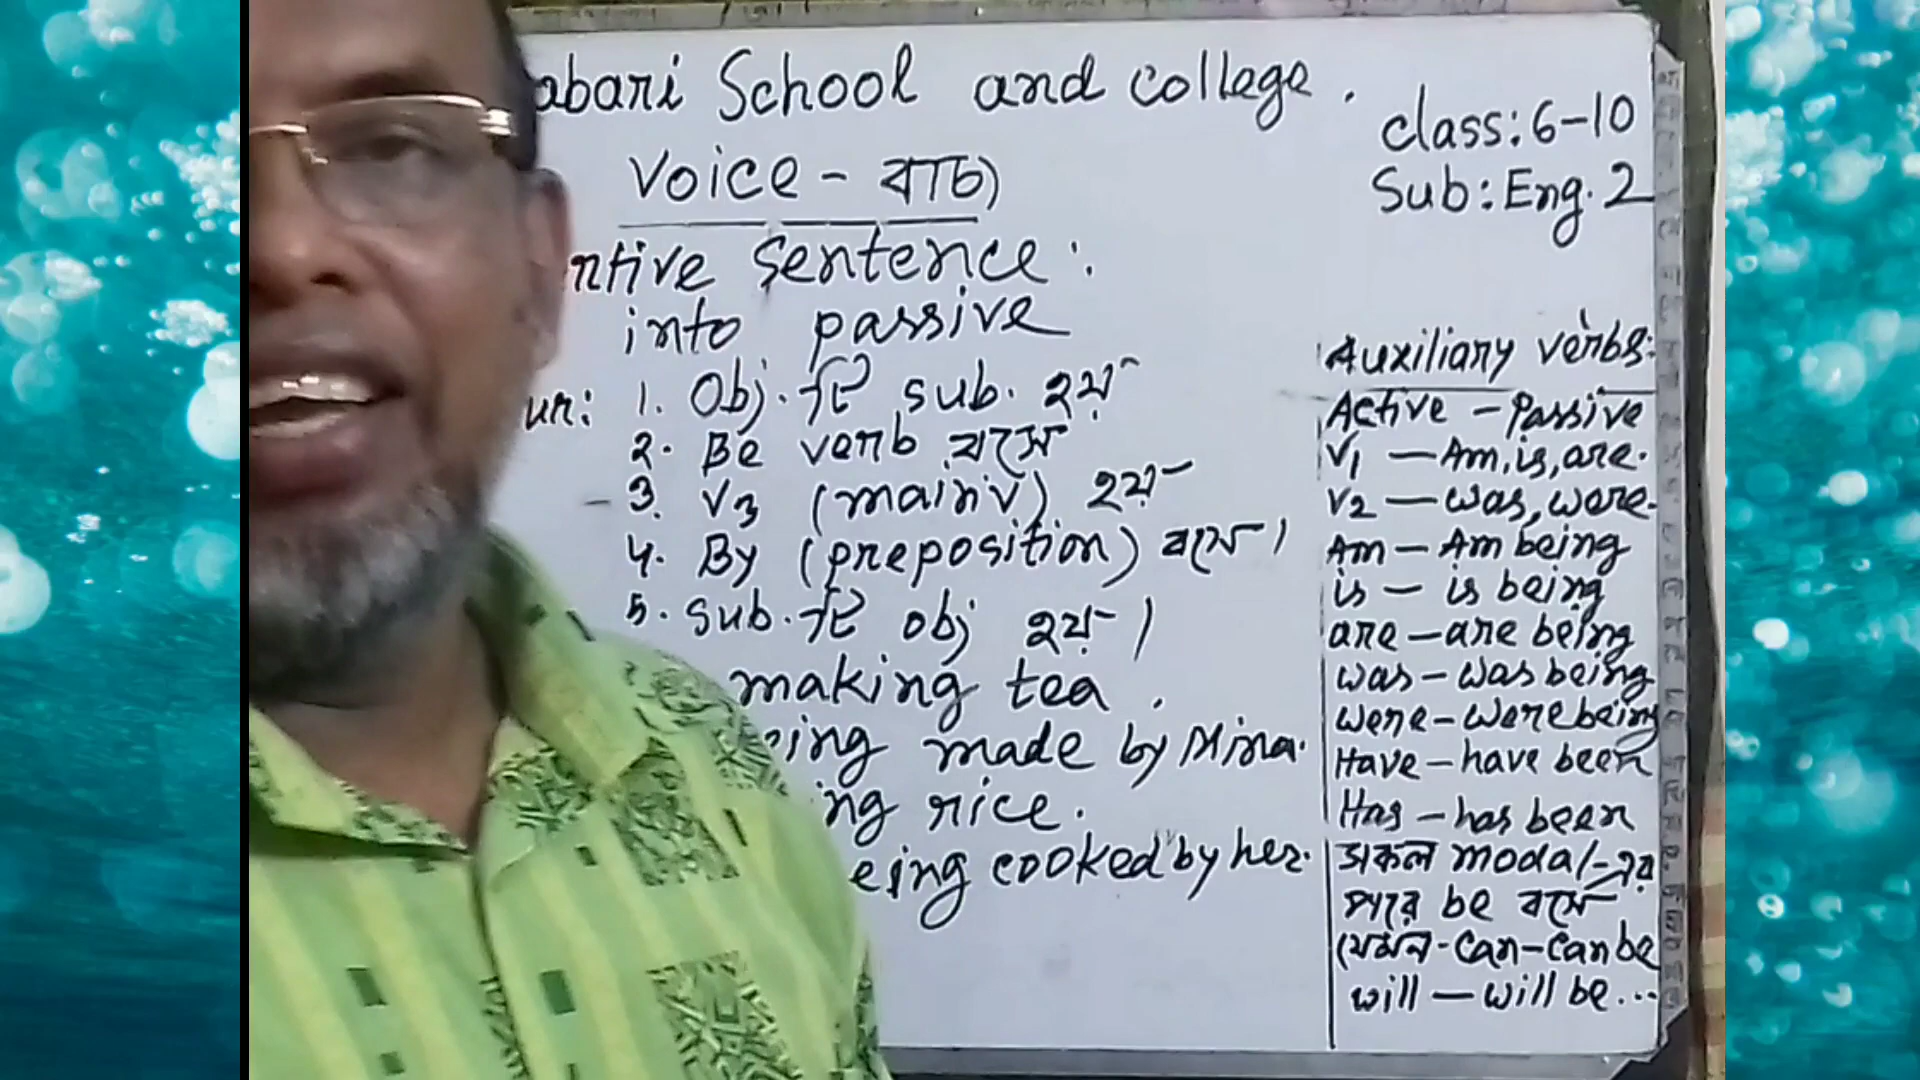 abari School and college.
class: 6-10
Sub: Eng. 2
Voice - বাচ্য
ntive sentence:
into passive
1. Obj. টি sub. হয়
2. Be verb বসে
3. V3 (main v) হয়
4. By (preposition) বসে।
5. sub. টি obj হয়।
making tea.
eing made by Mina.
ng rice.
eing cooked by her.
Auxiliary verbs:
Active - Passive
V1 — Am, is, are.
V2 — was, were.
Am — Am being
is — is being
are — are being
was — was being
were — were being
Have — have been
Has — has been
সকল modal-এর
পরে be বসে
যেমন - can - can be
will — will be...